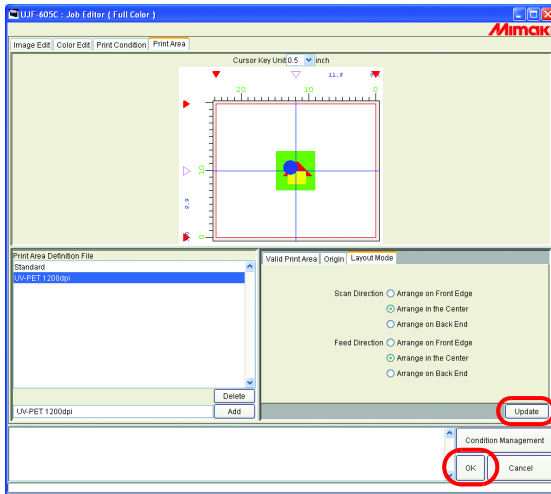 UJF-605C : Job Editor ( Full Color )
Mimaki
Image Edit Color Edit Print Condition Print Area
Cursor Key Unit 0.5 inch
11.9
20 10 0
10
9.9
0
Print Area Definition File
Standard
UV-PET 1200dpi
Delete
UV-PET 1200dpi Add
Valid Print Area Origin Layout Mode
Scan Direction Arrange on Front Edge
Arrange in the Center
Arrange on Back End
Feed Direction Arrange on Front Edge
Arrange in the Center
Arrange on Back End
Update
Condition Management
OK Cancel